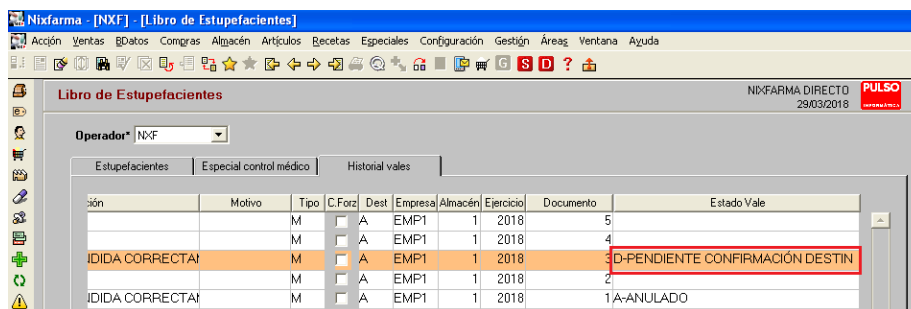 Nixfarma - [NXF] - [Libro de Estupefacientes]
Acción Ventas BDatos Compras Almacén Artículos Recetas Especiales Configuración Gestión Áreas Ventana Ayuda
G S D ?
Libro de Estupefacientes
NIXFARMA DIRECTO
29/03/2018
PULSO
INFORMÁTICA
Operador* NXF
Estupefacientes Especial control médico Historial vales
ción Motivo Tipo C.Forz Dest Empresa Almacén Ejercicio Documento Estado Vale
M A EMP1 1 2018 5
M A EMP1 1 2018 4
NDIDA CORRECTAM M A EMP1 1 2018 3 D-PENDIENTE CONFIRMACIÓN DESTIN
M A EMP1 1 2018 2
NDIDA CORRECTAM M A EMP1 1 2018 1 A-ANULADO